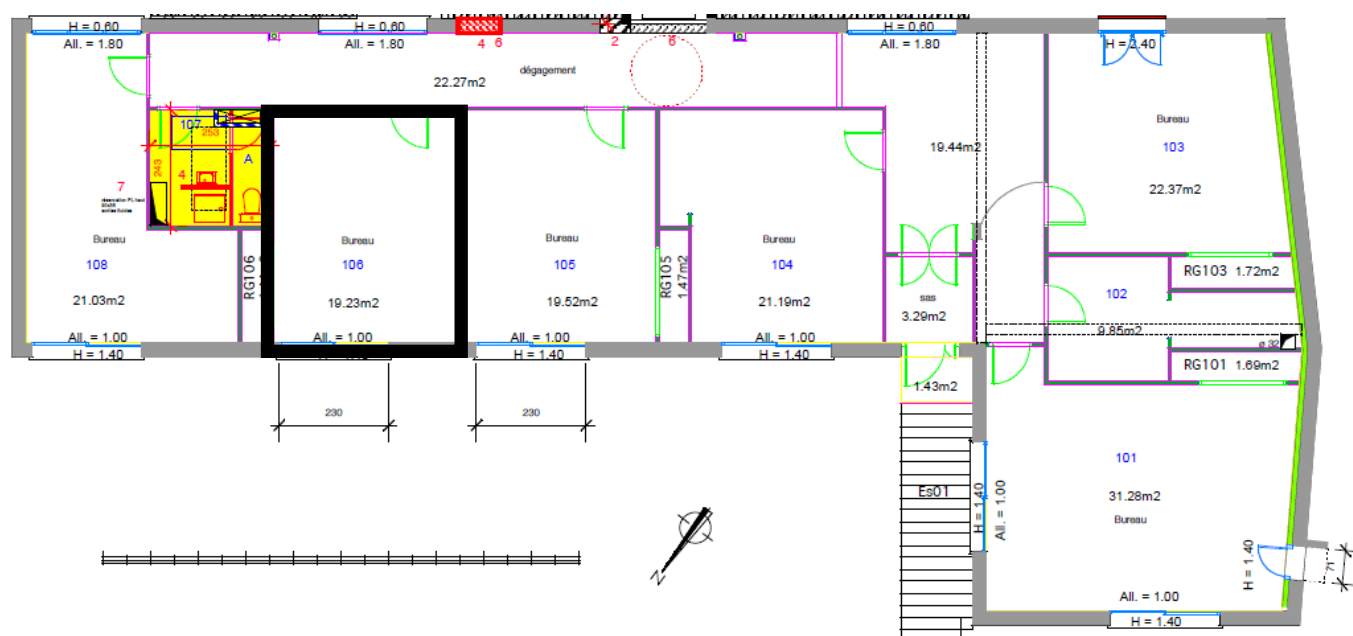 H = 0,60
All. = 1.80
H = 0,60
All. = 1.80
4 6
2
6
H = 0,60
All. = 1.80
H = 2.40
22.27m2
dégagement
107
253
243
4
A
7
Bureau
108
21.03m2
RG106
Bureau
106
19.23m2
Bureau
105
19.52m2
RG105
1.47m2
Bureau
104
21.19m2
19.44m2
Bureau
103
22.37m2
RG103 1.72m2
102
9.85m2
ø 32
RG101 1.69m2
sas
3.29m2
1.43m2
All. = 1.00
H = 1.40
All. = 1.00
All. = 1.00
H = 1.40
All. = 1.00
H = 1.40
230
230
Es01
H = 1.40
All. = 1.00
101
31.28m2
Bureau
H = 1.40
71
All. = 1.00
H = 1.40
N